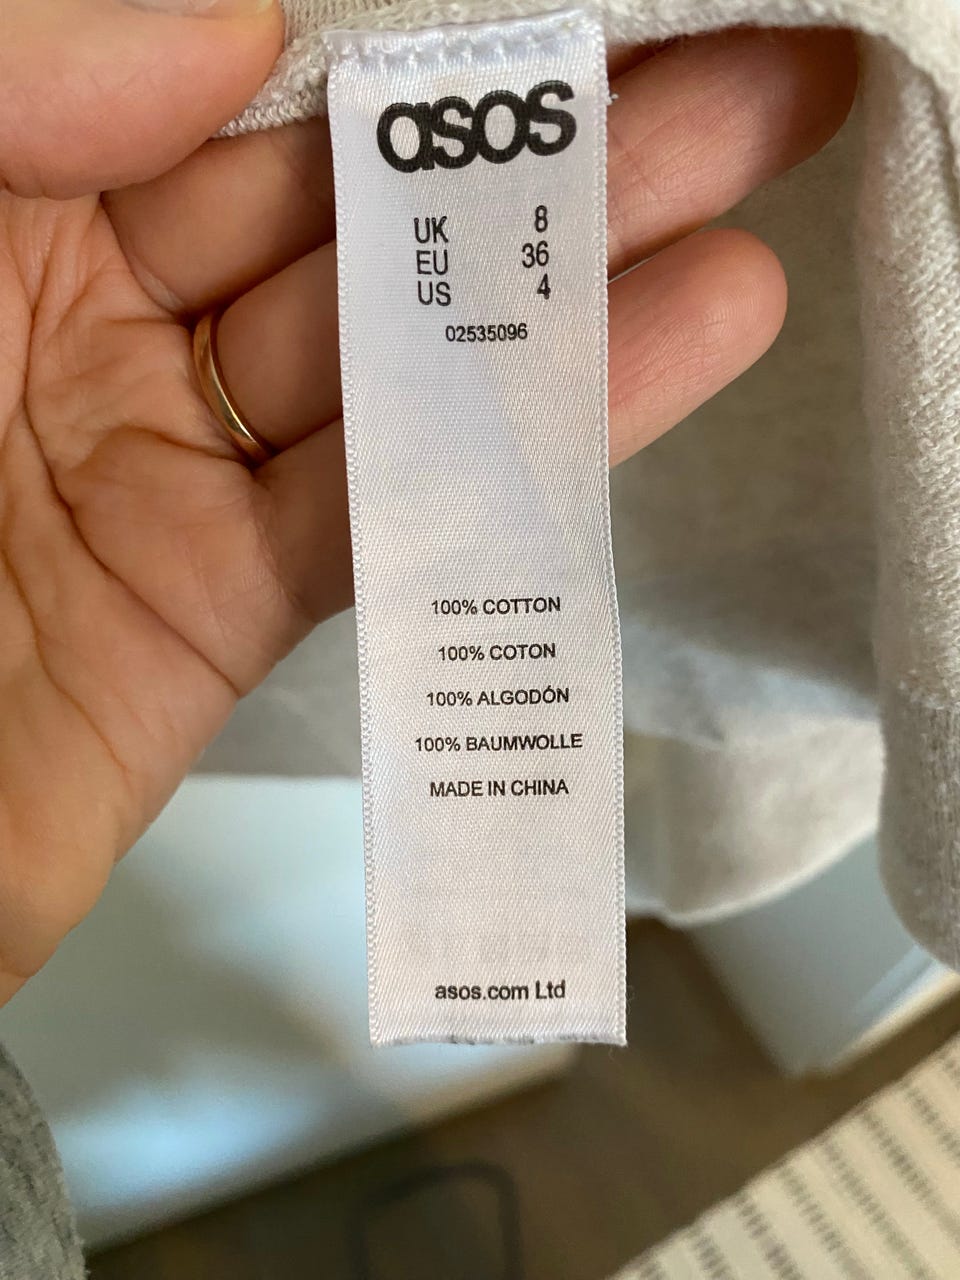 asos
UK 8
EU 36
US 4
02535096
100% COTTON
100% COTON
100% ALGODÓN
100% BAUMWOLLE
MADE IN CHINA
asos.com Ltd